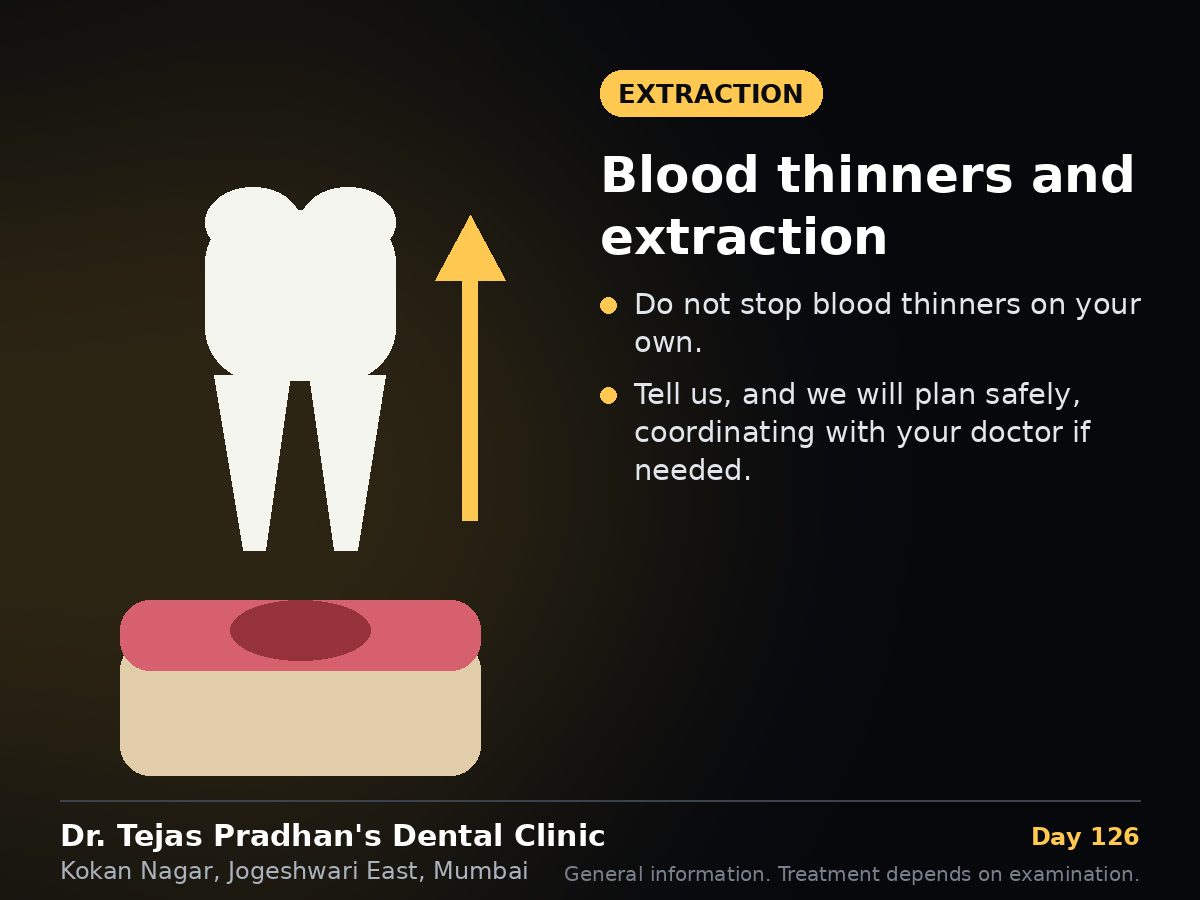 EXTRACTION
Blood thinners and
extraction
Do not stop blood thinners on your
own.
Tell us, and we will plan safely,
coordinating with your doctor if
needed.
Dr. Tejas Pradhan's Dental Clinic
Day 126
Kokan Nagar, Jogeshwari East, Mumbai
General information. Treatment depends on examination.